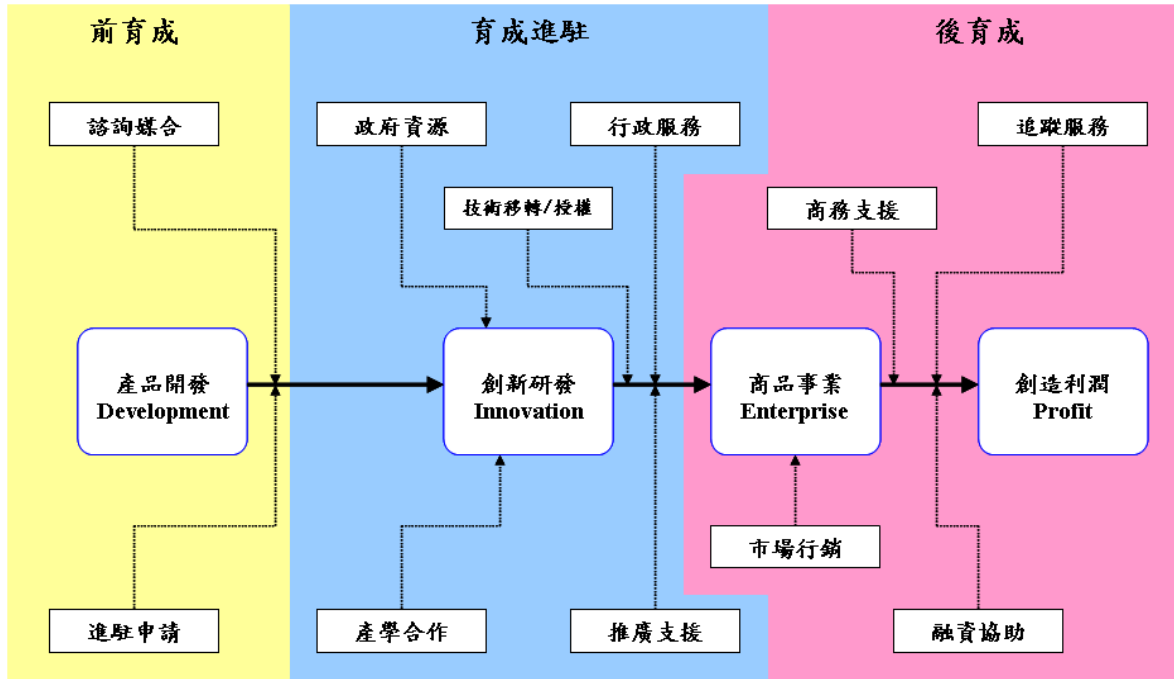 前育成
育成進駐
後育成
諮詢媒合
政府資源
行政服務
追蹤服務
技術移轉/授權
商務支援
產品開發
Development
創新研發
Innovation
商品事業
Enterprise
創造利潤
Profit
市場行銷
進駐申請
產學合作
推廣支援
融資協助